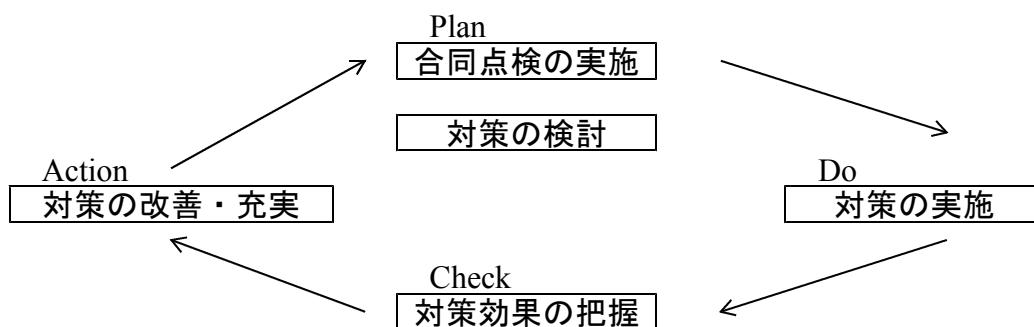 Plan
合同点検の実施
対策の検討
Action
対策の改善・充実
Do
対策の実施
Check
対策効果の把握